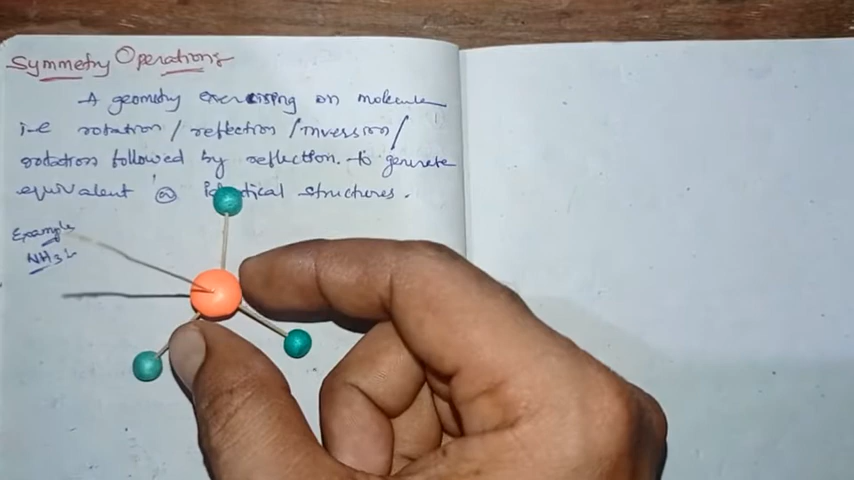 Symmetry Operations
A geometry exercising on molecule
i-e rotation / reflection / inversion /
rotation followed by reflection. to generate
equivalent or identical structures.
Example
NH3 :-